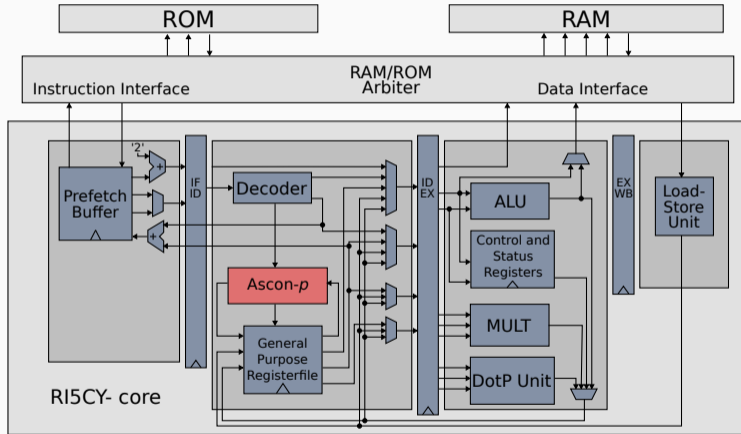 ROM
RAM
RAM/ROM
Arbiter
Instruction Interface
Data Interface
'2'
+
Prefetch
Buffer
+
IF
ID
Decoder
Ascon-p
General
Purpose
Registerfile
ID
EX
ALU
Control and
Status
Registers
MULT
DotP Unit
EX
WB
Load-
Store
Unit
RI5CY- core